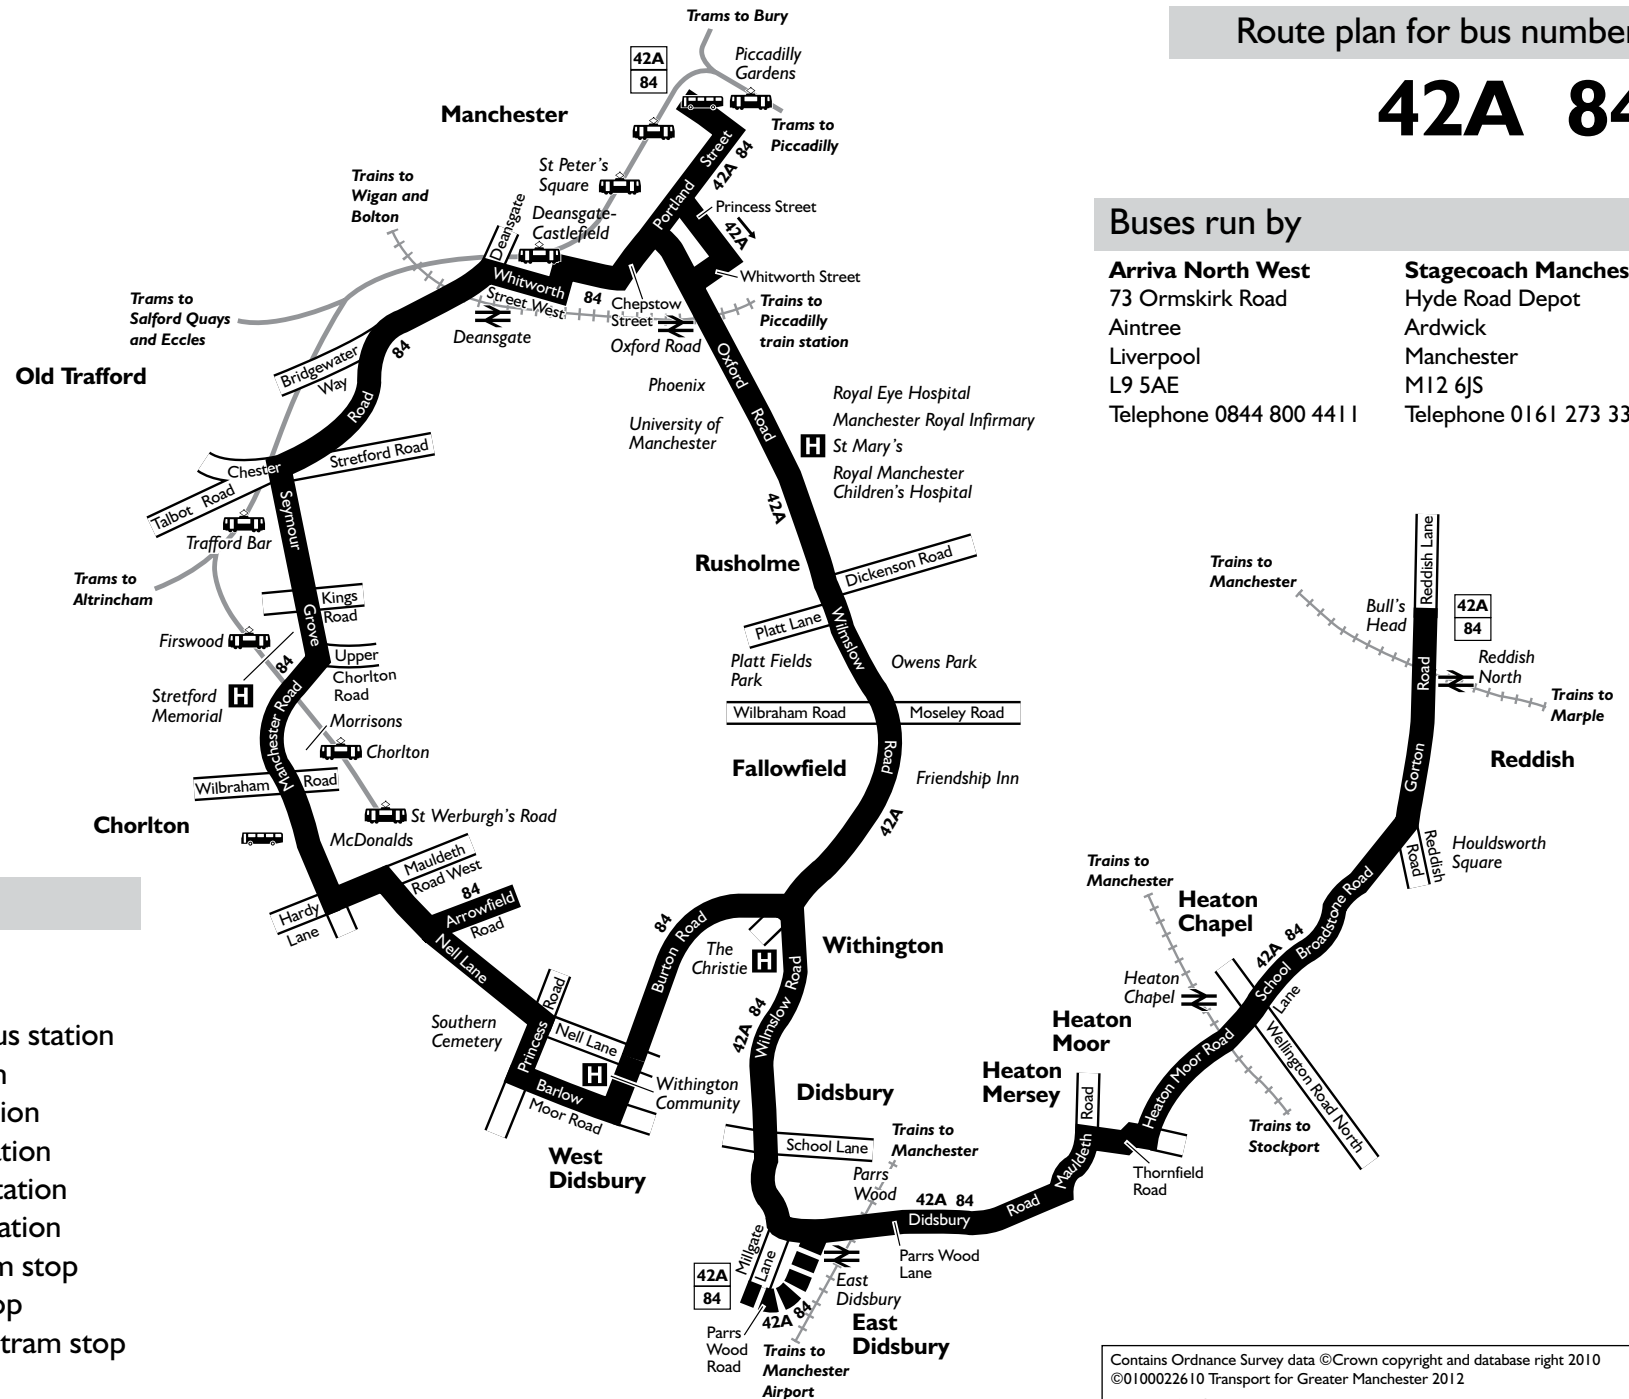 Route plan for bus number
42A 84
Buses run by
Arriva North West
73 Ormskirk Road
Aintree
Liverpool
L9 5AE
Telephone 0844 800 4411
Stagecoach Manches
Hyde Road Depot
Ardwick
Manchester
M12 6JS
Telephone 0161 273 33
Trams to Bury
42A
84
Piccadilly
Gardens
Manchester
Trams to
Piccadilly
Street
42A 84
Portland
St Peter's
Square
Trains to
Wigan and
Bolton
Deansgate
Deansgate-
Castlefield
Princess Street
42A
Whitworth Street
Whitworth
Street West
84
Chepstow
Street
Trains to
Piccadilly
train station
Trams to
Salford Quays
and Eccles
Deansgate
Oxford Road
Old Trafford
Bridgewater
Way
84
Road
Phoenix
University of
Manchester
Oxford
Road
Royal Eye Hospital
Manchester Royal Infirmary
H
St Mary's
Royal Manchester
Children's Hospital
Chester
Stretford Road
Talbot Road
Seymour
Trafford Bar
42A
Trams to
Altrincham
Rusholme
Dickenson Road
Platt Lane
Wilmslow
Kings
Road
Grove
Firswood
84
Upper
Chorlton
Road
Platt Fields
Park
Owens Park
Stretford
Memorial
H
Manchester Road
Morrisons
Chorlton
Wilbraham Road
Moseley Road
Road
Fallowfield
Friendship Inn
42A
Wilbraham
Road
Chorlton
St Werburgh's Road
McDonalds
Mauldeth
Road West
84
Arrowfield
Road
Hardy
Lane
Nell Lane
84
Burton Road
The
Christie
H
Withington
Road
42A 84
Wilmslow
Southern
Cemetery
Road
Princess
Nell Lane
H
Barlow
Moor Road
Withington
Community
West
Didsbury
Didsbury
School Lane
Trains to
Manchester
Parrs
Wood
42A 84
Didsbury
Road
Parrs Wood
Lane
Millgate
Lane
42A
84
42A 84
Parrs
Wood
Road
East
Didsbury
East
Didsbury
Trains to
Manchester
Airport
Mauldeth
Road
Thornfield
Road
Heaton
Mersey
Heaton
Moor
Heaton Moor Road
Heaton
Chapel
Trains to
Manchester
Heaton
Chapel
42A 84
School
Lane
Broadstone Road
Wellington Road North
Trains to
Stockport
Reddish
Road
Houldsworth
Square
Gorton
Road
Reddish
Reddish Lane
Bull's
Head
42A
84
Reddish
North
Trains to
Manchester
Trains to
Marple
us station
n
ion
tion
tation
ation
m stop
op
tram stop
Contains Ordnance Survey data ©Crown copyright and database right 2010
©0100022610 Transport for Greater Manchester 2012